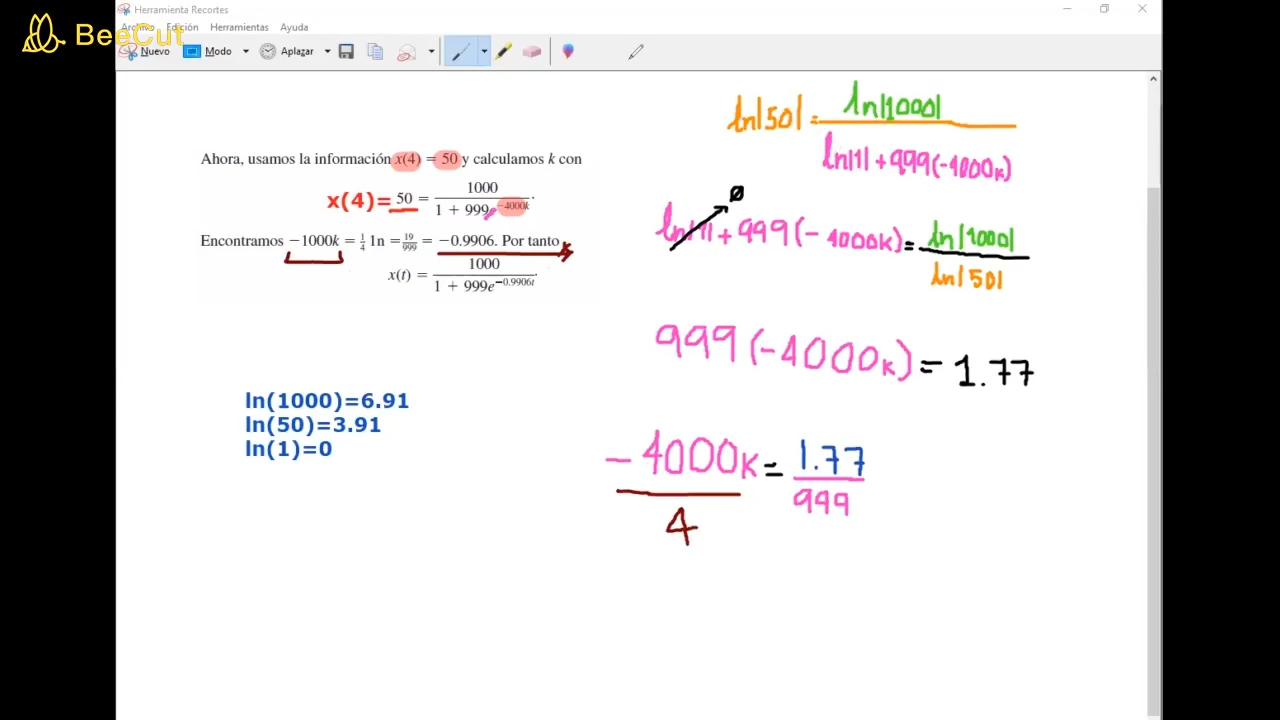 Herramienta Recortes
Archivo Edición Herramientas Ayuda
BeeCut
Nuevo Modo Aplazar
Ahora, usamos la información x(4) = 50 y calculamos k con
x(4)= 50 = 1000 / 1 + 999e^−4000k .
Encontramos −1000k = 1/4 ln = 19/999 = −0.9906. Por tanto
x(t) = 1000 / 1 + 999e^−0.9906t .
ln(1000)=6.91
ln(50)=3.91
ln(1)=0
ln|50| = ln|1000| / ln|1| + 999(-4000k)
ln|1| + 999(-4000k) = ln|1000| / ln|50|
0
999(-4000k) = 1.77
-4000k / 4 = 1.77 / 999